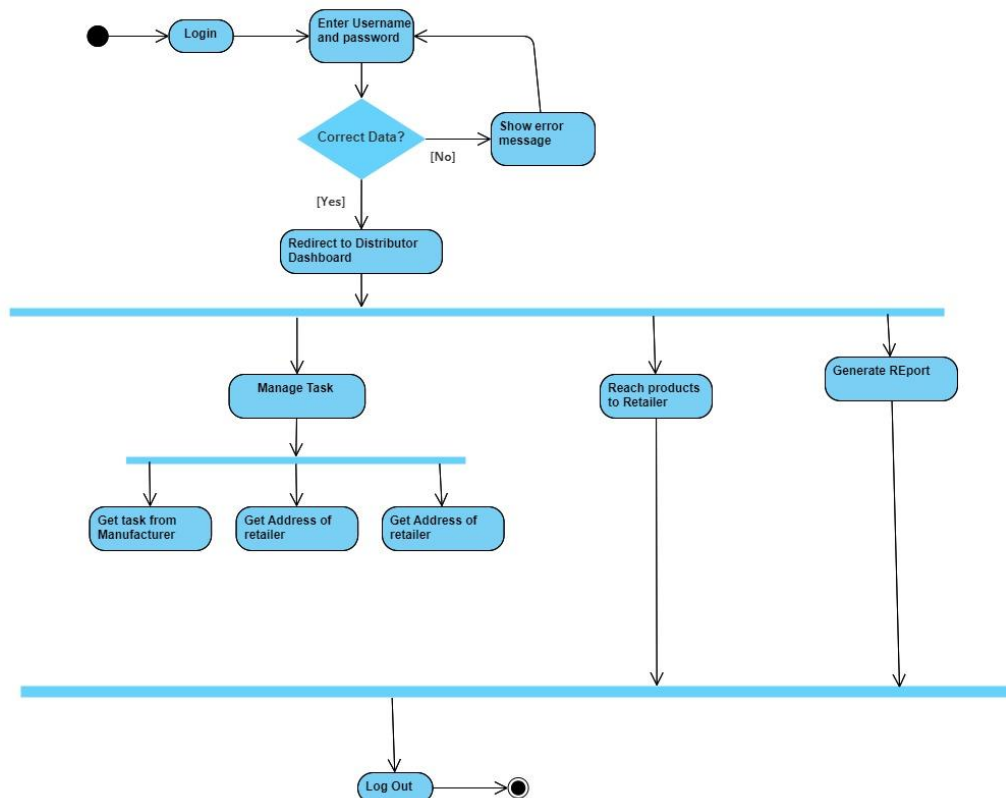 Login
Enter Username
and password
Correct Data?
[No]
Show error
message
[Yes]
Redirect to Distributor
Dashboard
Manage Task
Reach products
to Retailer
Generate REport
Get task from
Manufacturer
Get Address of
retailer
Get Address of
retailer
Log Out